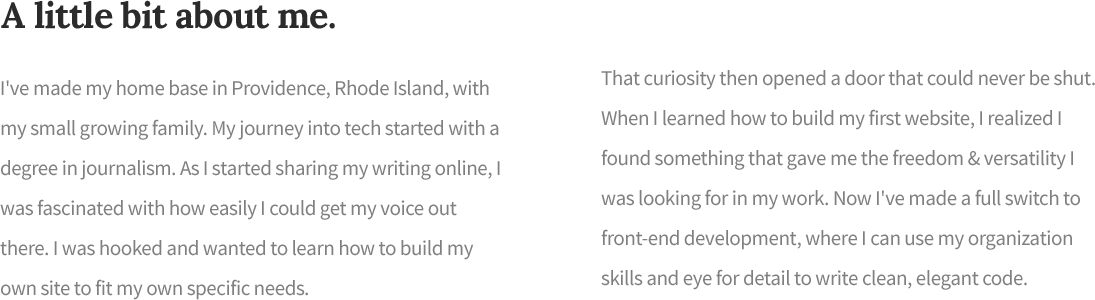 A little bit about me.
I've made my home base in Providence, Rhode Island, with
my small growing family. My journey into tech started with a
degree in journalism. As I started sharing my writing online, I
was fascinated with how easily I could get my voice out
there. I was hooked and wanted to learn how to build my
own site to fit my own specific needs.
That curiosity then opened a door that could never be shut.
When I learned how to build my first website, I realized I
found something that gave me the freedom & versatility I
was looking for in my work. Now I've made a full switch to
front-end development, where I can use my organization
skills and eye for detail to write clean, elegant code.